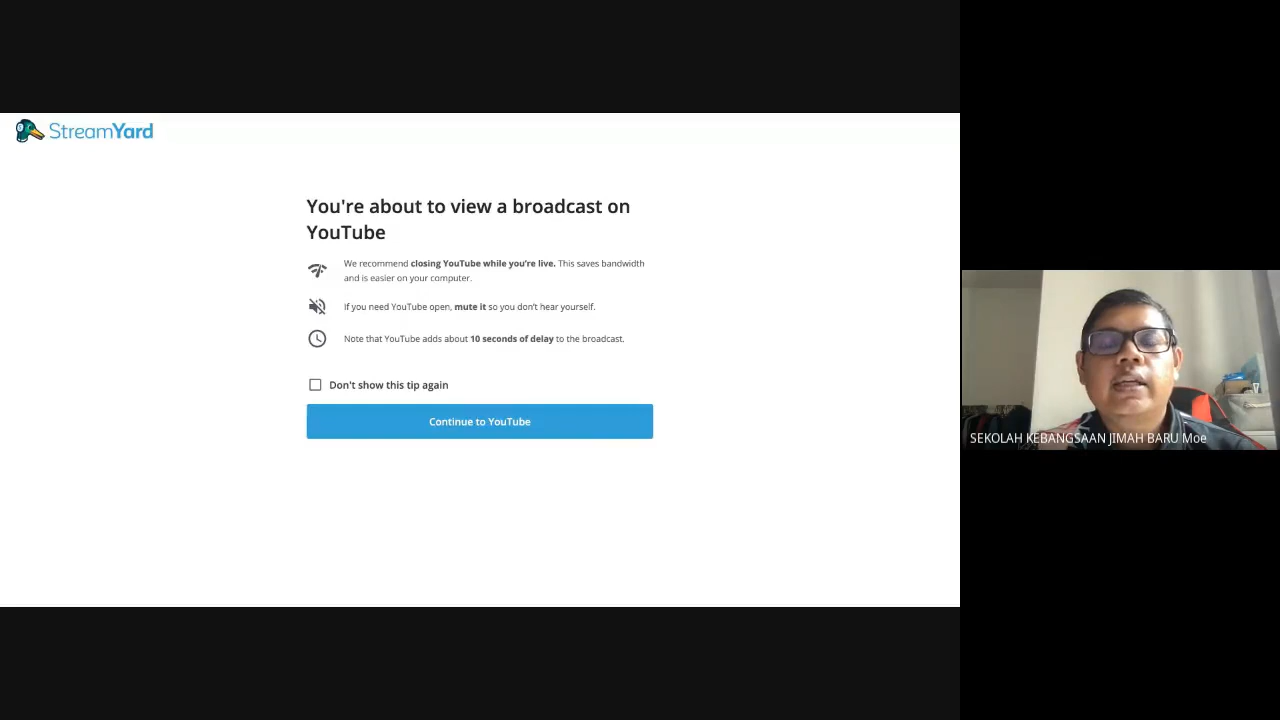 StreamYard
You're about to view a broadcast on
YouTube
We recommend closing YouTube while you're live. This saves bandwidth
and is easier on your computer.
If you need YouTube open, mute it so you don't hear yourself.
Note that YouTube adds about 10 seconds of delay to the broadcast.
Don't show this tip again
Continue to YouTube
SEKOLAH KEBANGSAAN JIMAH BARU Moe